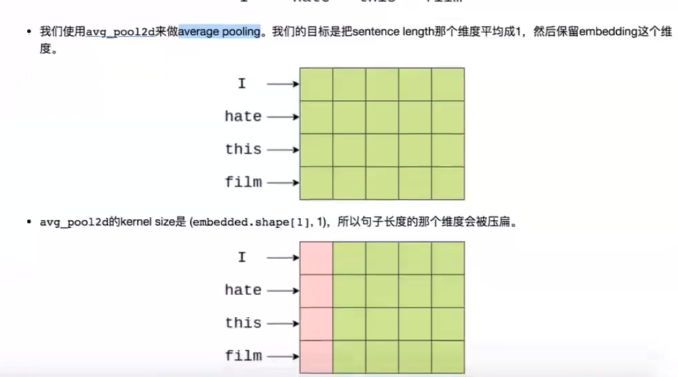 • 我们使用avg_pool2d来做average pooling。我们的目标是把sentence length那个维度平均成1，然后保留embedding这个维
度。
I
hate
this
film
• avg_pool2d的kernel size是 (embedded.shape[1], 1)，所以句子长度的那个维度会被压扁。
I
hate
this
film